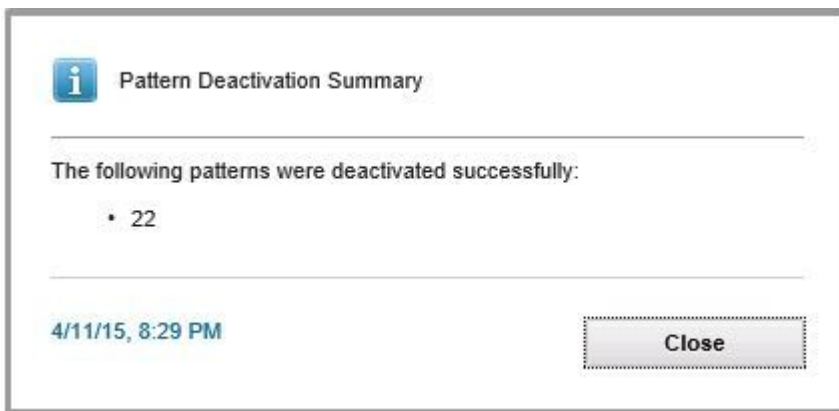 Pattern Deactivation Summary
The following patterns were deactivated successfully:
• 22
4/11/15, 8:29 PM
Close